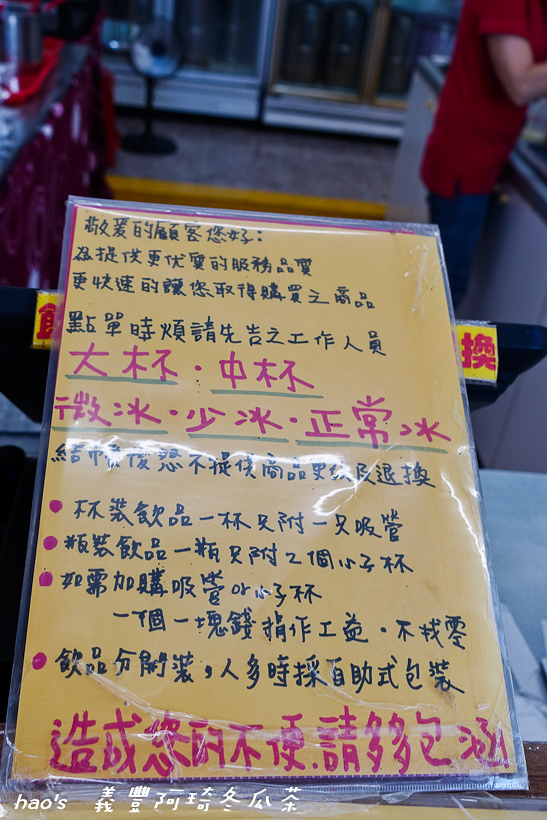 敬爱的顧客您好：
為提供更优質的服務品質
更快速的讓您取得購買之商品
點單時煩請先告之工作人員
大杯·中杯
微冰·少冰·正常冰
結帳後恕不提供商品更改及退換
杯裝飲品一杯只附一只吸管
瓶裝飲品一瓶只附2個小子杯
如需加購吸管or小子杯
一個一塊錢捐作工益·不找零
飲品分開裝，人多時採自助式包裝
造成您的不便.請多多包涵
換
hao's 義豐阿琦冬瓜茶